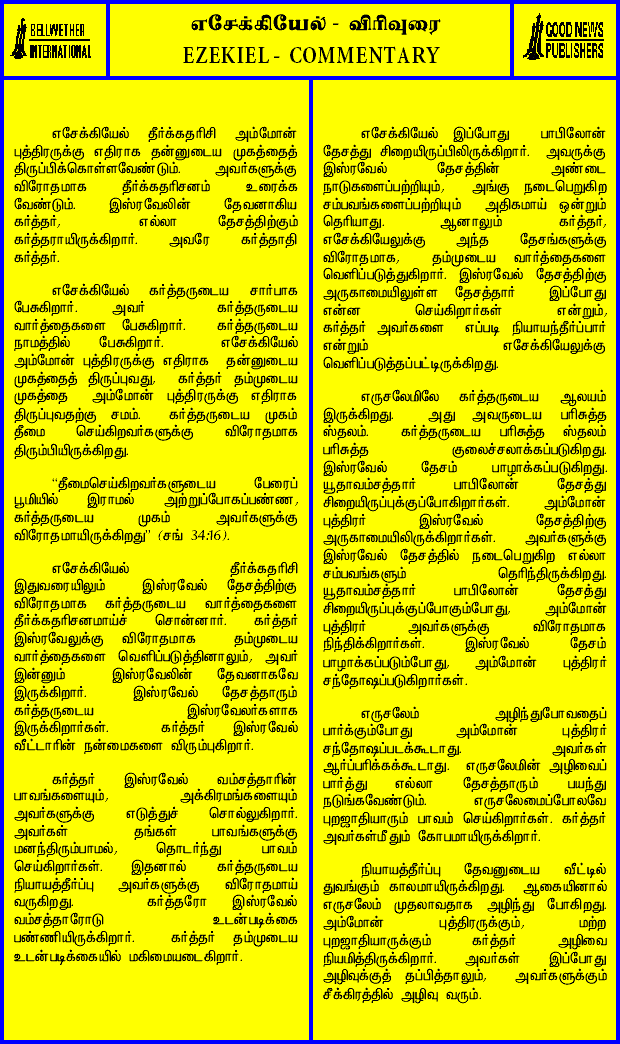 BELLWETHER
INTERNATIONAL
எசேக்கியேல் - விரிவுரை
EZEKIEL - COMMENTARY
GOOD NEWS
PUBLISHERS
எசேக்கியேல் தீர்க்கதரிசி அம்மோன்
புத்திரருக்கு எதிராக தன்னுடைய முகத்தைத்
திருப்பிக்கொள்ளவேண்டும். அவர்களுக்கு
விரோதமாக தீர்க்கதரிசனம் உரைக்க
வேண்டும். இஸ்ரவேலின் தேவனாகிய
கர்த்தர், எல்லா தேசத்திற்கும்
கர்த்தராயிருக்கிறார். அவரே கர்த்தாதி
கர்த்தர்.
எசேக்கியேல் கர்த்தருடைய சார்பாக
பேசுகிறார். அவர் கர்த்தருடைய
வார்த்தைகளை பேசுகிறார். கர்த்தருடைய
நாமத்தில் பேசுகிறார். எசேக்கியேல்
அம்மோன் புத்திரருக்கு எதிராக தன்னுடைய
முகத்தைத் திருப்புவது, கர்த்தர் தம்முடைய
முகத்தை அம்மோன் புத்திரருக்கு எதிராக
திருப்புவதற்கு சமம். கர்த்தருடைய முகம்
தீமை செய்கிறவர்களுக்கு விரோதமாக
திரும்பியிருக்கிறது.
"தீமைசெய்கிறவர்களுடைய பேரைப்
பூமியில் இராமல் அற்றுப்போகப்பண்ண,
கர்த்தருடைய முகம் அவர்களுக்கு
விரோதமாயிருக்கிறது" (சங் 34:16).
எசேக்கியேல் தீர்க்கதரிசி
இதுவரையிலும் இஸ்ரவேல் தேசத்திற்கு
விரோதமாக கர்த்தருடைய வார்த்தைகளை
தீர்க்கதரிசனமாய்ச் சொன்னார். கர்த்தர்
இஸ்ரவேலுக்கு விரோதமாக தம்முடைய
வார்த்தைகளை வெளிப்படுத்தினாலும், அவர்
இன்னும் இஸ்ரவேலின் தேவனாகவே
இருக்கிறார். இஸ்ரவேல் தேசத்தாரும்
கர்த்தருடைய இஸ்ரவேலர்களாக
இருக்கிறார்கள். கர்த்தர் இஸ்ரவேல்
வீட்டாரின் நன்மைகளை விரும்புகிறார்.
கர்த்தர் இஸ்ரவேல் வம்சத்தாரின்
பாவங்களையும், அக்கிரமங்களையும்
அவர்களுக்கு எடுத்துச் சொல்லுகிறார்.
அவர்கள் தங்கள் பாவங்களுக்கு
மனந்திரும்பாமல், தொடர்ந்து பாவம்
செய்கிறார்கள். இதனால் கர்த்தருடைய
நியாயத்தீர்ப்பு அவர்களுக்கு விரோதமாய்
வருகிறது. கர்த்தரோ இஸ்ரவேல்
வம்சத்தாரோடு உடன்படிக்கை
பண்ணியிருக்கிறார். கர்த்தர் தம்முடைய
உடன்படிக்கையில் மகிமையடைகிறார்.
எசேக்கியேல் இப்போது பாபிலோன்
தேசத்து சிறையிருப்பிலிருக்கிறார். அவருக்கு
இஸ்ரவேல் தேசத்தின் அண்டை
நாடுகளைப்பற்றியும், அங்கு நடைபெறுகிற
சம்பவங்களைப்பற்றியும் அதிகமாய் ஒன்றும்
தெரியாது. ஆனாலும் கர்த்தர்,
எசேக்கியேலுக்கு அந்த தேசங்களுக்கு
விரோதமாக, தம்முடைய வார்த்தைகளை
வெளிப்படுத்துகிறார். இஸ்ரவேல் தேசத்திற்கு
அருகாமையிலுள்ள தேசத்தார் இப்போது
என்ன செய்கிறார்கள் என்றும்,
கர்த்தர் அவர்களை எப்படி நியாயந்தீர்ப்பார்
என்றும் எசேக்கியேலுக்கு
வெளிப்படுத்தப்பட்டிருக்கிறது.
எருசலேமிலே கர்த்தருடைய ஆலயம்
இருக்கிறது. அது அவருடைய பரிசுத்த
ஸ்தலம். கர்த்தருடைய பரிசுத்த ஸ்தலம்
பரிசுத்த குலைச்சலாக்கப்படுகிறது.
இஸ்ரவேல் தேசம் பாழாக்கப்படுகிறது.
யூதாவம்சத்தார் பாபிலோன் தேசத்து
சிறையிருப்புக்குப்போகிறார்கள். அம்மோன்
புத்திரர் இஸ்ரவேல் தேசத்திற்கு
அருகாமையிலிருக்கிறார்கள். அவர்களுக்கு
இஸ்ரவேல் தேசத்தில் நடைபெறுகிற எல்லா
சம்பவங்களும் தெரிந்திருக்கிறது.
யூதாவம்சத்தார் பாபிலோன் தேசத்து
சிறையிருப்புக்குப்போகும்போது, அம்மோன்
புத்திரர் அவர்களுக்கு விரோதமாக
நிந்திக்கிறார்கள். இஸ்ரவேல் தேசம்
பாழாக்கப்படும்போது, அம்மோன் புத்திரர்
சந்தோஷப்படுகிறார்கள்.
எருசலேம் அழிந்துபோவதைப்
பார்க்கும்போது அம்மோன் புத்திரர்
சந்தோஷப்படக்கூடாது. அவர்கள்
ஆர்ப்பரிக்கக்கூடாது. எருசலேமின் அழிவைப்
பார்த்து எல்லா தேசத்தாரும் பயந்து
நடுங்கவேண்டும். எருசலேமைப்போலவே
புறஜாதியாரும் பாவம் செய்கிறார்கள். கர்த்தர்
அவர்கள்மீதும் கோபமாயிருக்கிறார்.
நியாயத்தீர்ப்பு தேவனுடைய வீட்டில்
துவங்கும் காலமாயிருக்கிறது. ஆகையினால்
எருசலேம் முதலாவதாக அழிந்து போகிறது.
அம்மோன் புத்திரருக்கும், மற்ற
புறஜாதியாருக்கும் கர்த்தர் அழிவை
நியமித்திருக்கிறார். அவர்கள் இப்போது
அழிவுக்குத் தப்பித்தாலும், அவர்களுக்கும்
சீக்கிரத்தில் அழிவு வரும்.